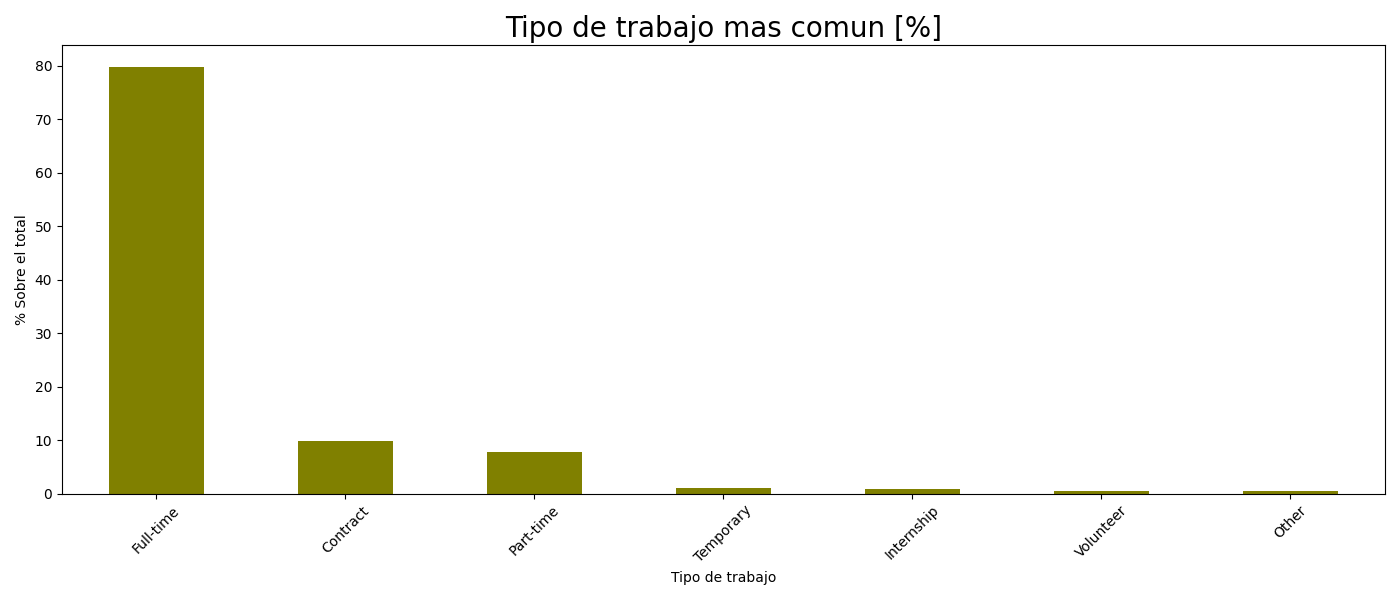 Tipo de trabajo mas comun [%]
% Sobre el total
80
70
60
50
40
30
20
10
0
Full-time
Contract
Part-time
Temporary
Internship
Volunteer
Other
Tipo de trabajo